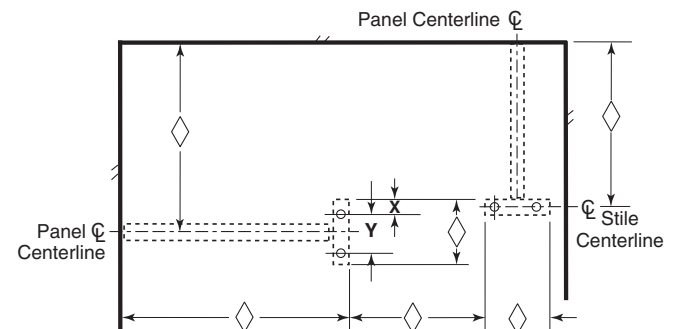 Panel Centerline ℄
X
Y
Panel ℄
Centerline
℄ Stile
Centerline